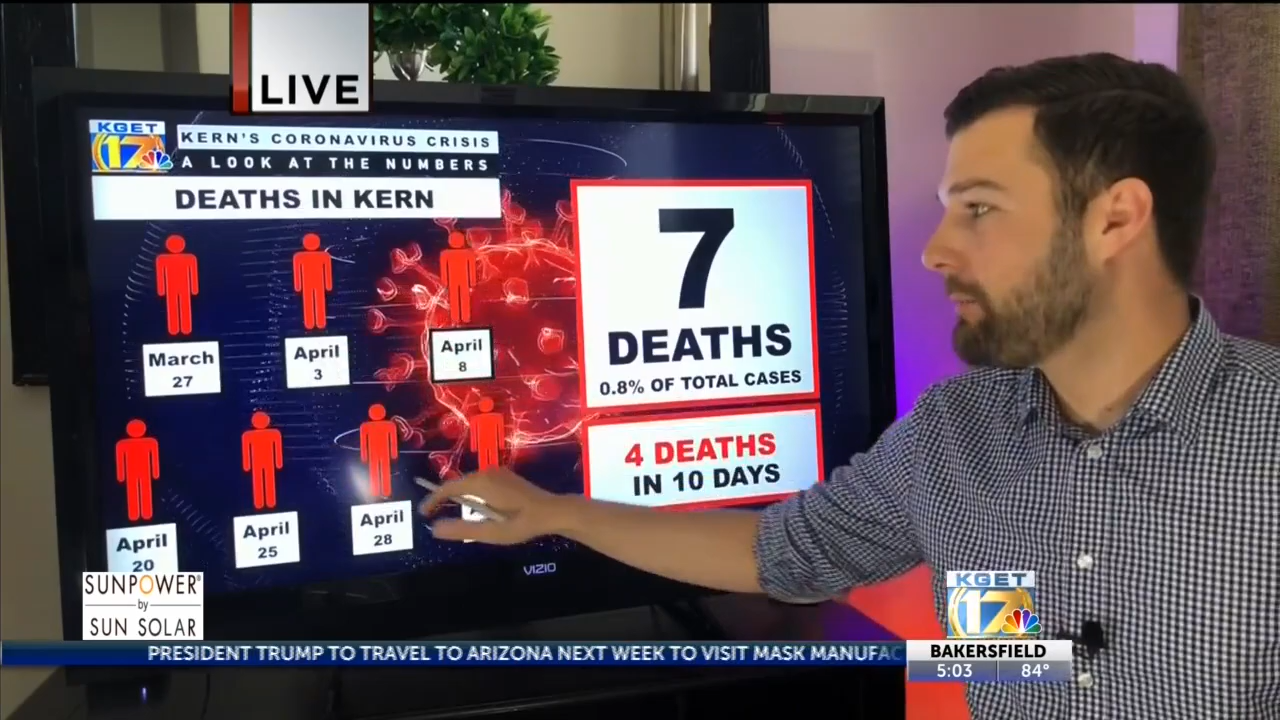 LIVE
KGET
17
KERN'S CORONAVIRUS CRISIS
A LOOK AT THE NUMBERS
DEATHS IN KERN
March
27
April
3
April
8
April
20
April
25
April
28
7
DEATHS
0.8% OF TOTAL CASES
4 DEATHS
IN 10 DAYS
VIZIO
SUNPOWER®
by
SUN SOLAR
KGET
17
PRESIDENT TRUMP TO TRAVEL TO ARIZONA NEXT WEEK TO VISIT MASK MANUFAC
BAKERSFIELD
5:03 84°